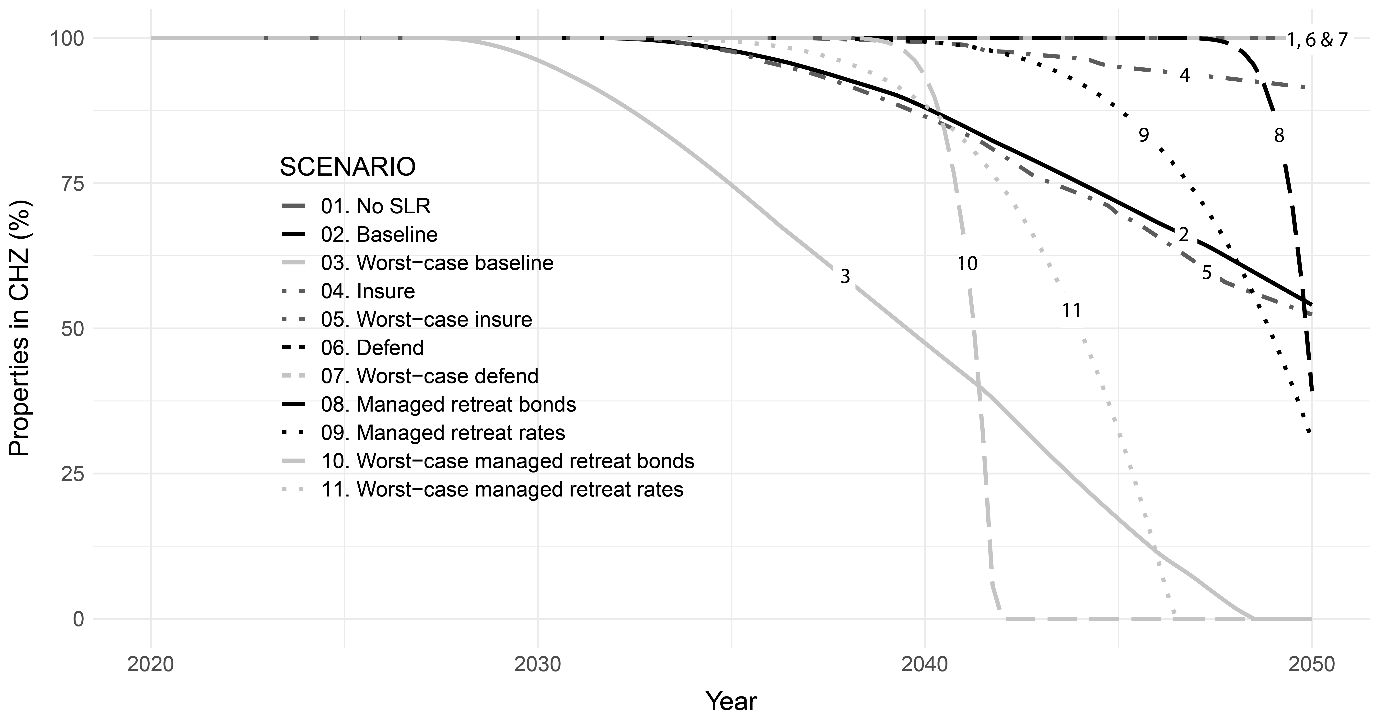 100
75
50
25
0
Properties in CHZ (%)
SCENARIO
01. No SLR
02. Baseline
03. Worst−case baseline
04. Insure
05. Worst−case insure
06. Defend
07. Worst−case defend
08. Managed retreat bonds
09. Managed retreat rates
10. Worst−case managed retreat bonds
11. Worst−case managed retreat rates
1, 6 & 7
4
9
8
2
5
10
3
11
2020
2030
2040
2050
Year